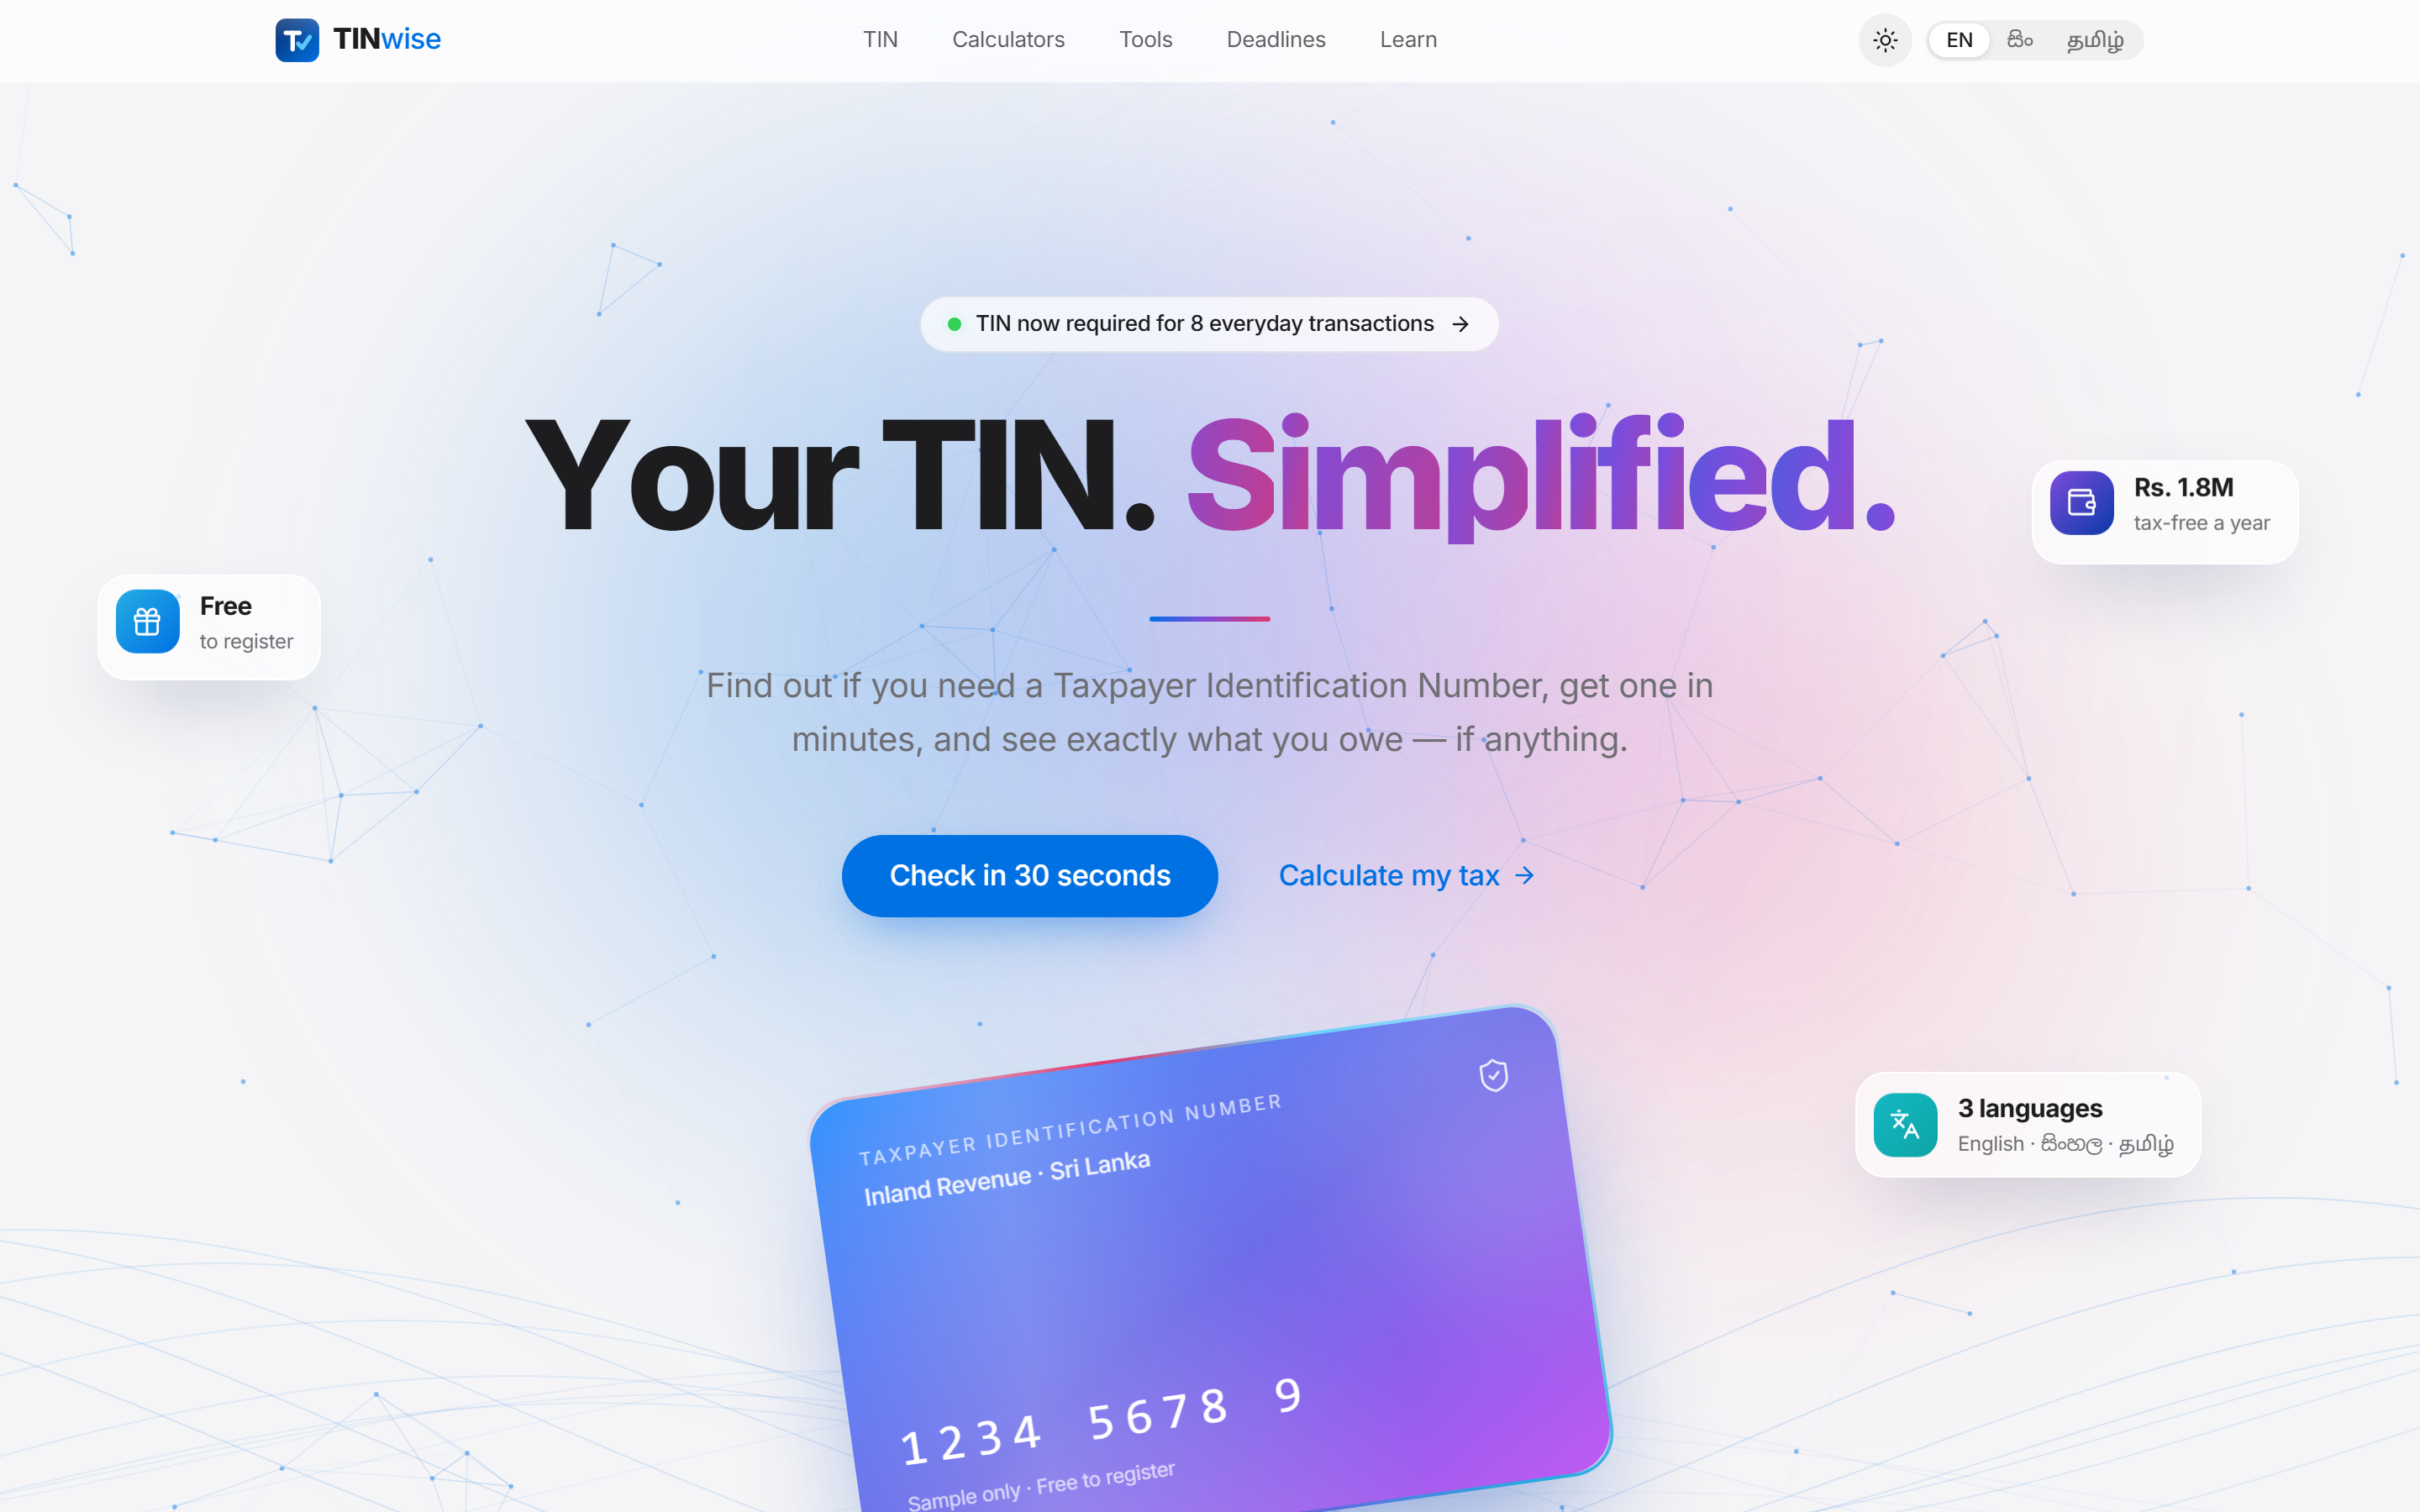 TINwise
TIN
Calculators
Tools
Deadlines
Learn
EN
සිං
தமிழ்
TIN now required for 8 everyday transactions →
Your TIN. Simplified.
Rs. 1.8M
tax-free a year
Free
to register
Find out if you need a Taxpayer Identification Number, get one in
minutes, and see exactly what you owe — if anything.
Check in 30 seconds
Calculate my tax →
TAXPAYER IDENTIFICATION NUMBER
Inland Revenue · Sri Lanka
3 languages
English · සිංහල · தமிழ்
1234 5678 9
Sample only · Free to register